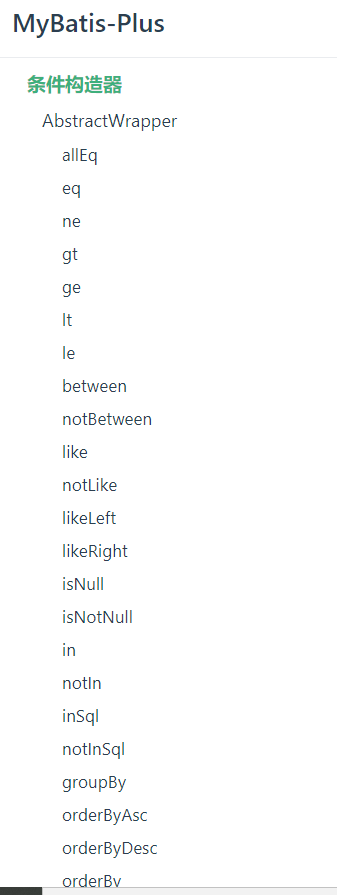 MyBatis-Plus
条件构造器
AbstractWrapper
allEq
eq
ne
gt
ge
lt
le
between
notBetween
like
notLike
likeLeft
likeRight
isNull
isNotNull
in
notIn
inSql
notInSql
groupBy
orderByAsc
orderByDesc
orderBy